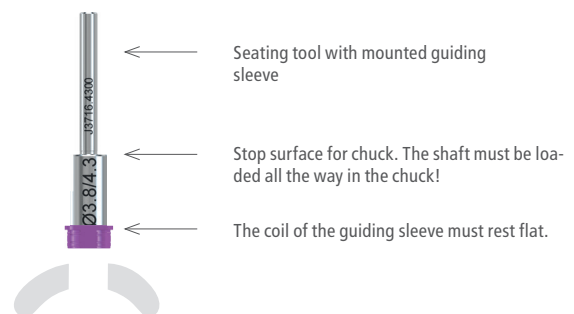 Seating tool with mounted guiding
sleeve
J3716.4300
Stop surface for chuck. The shaft must be loa-
ded all the way in the chuck!
Ø3.8/4.3
The coil of the guiding sleeve must rest flat.